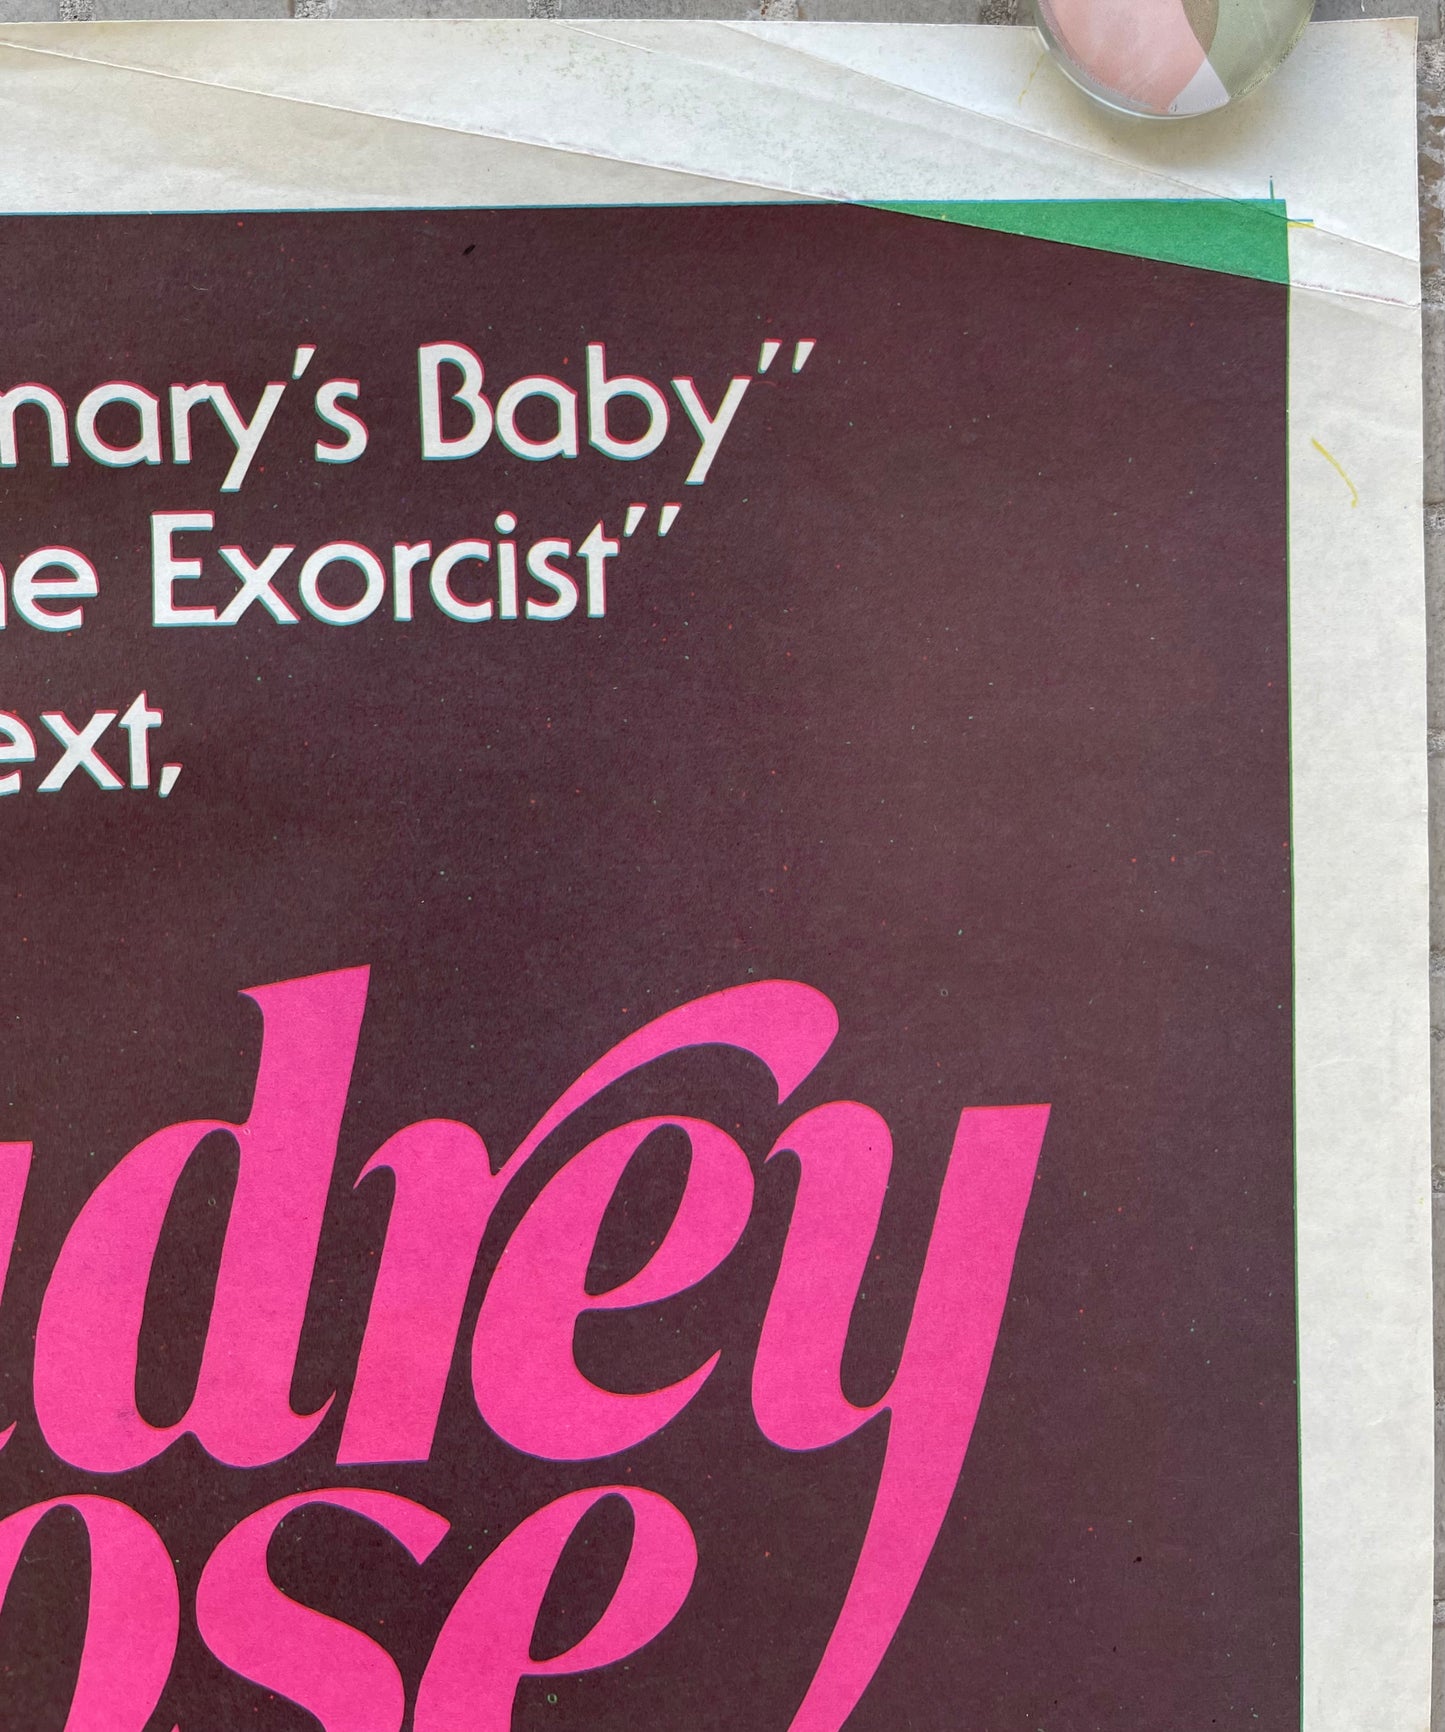 mary's Baby"
he Exorcist"
ext,
udrey
ose